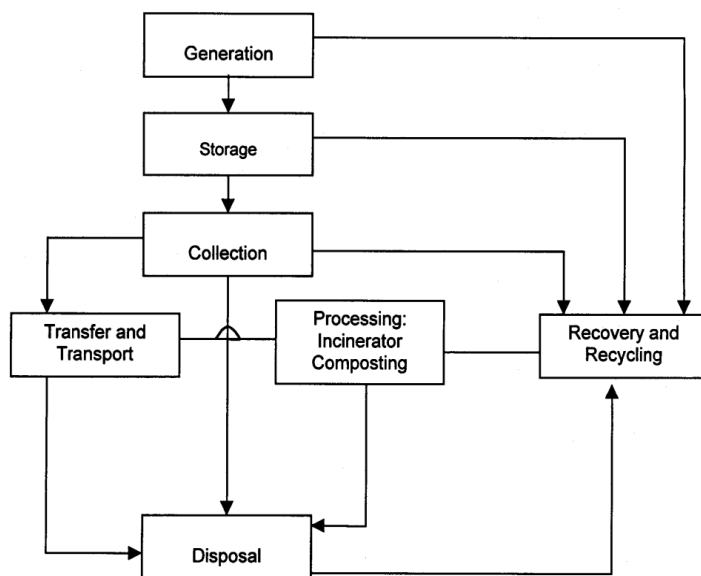 Generation
Storage
Collection
Transfer and
Transport
Processing:
Incinerator
Composting
Recovery and
Recycling
Disposal